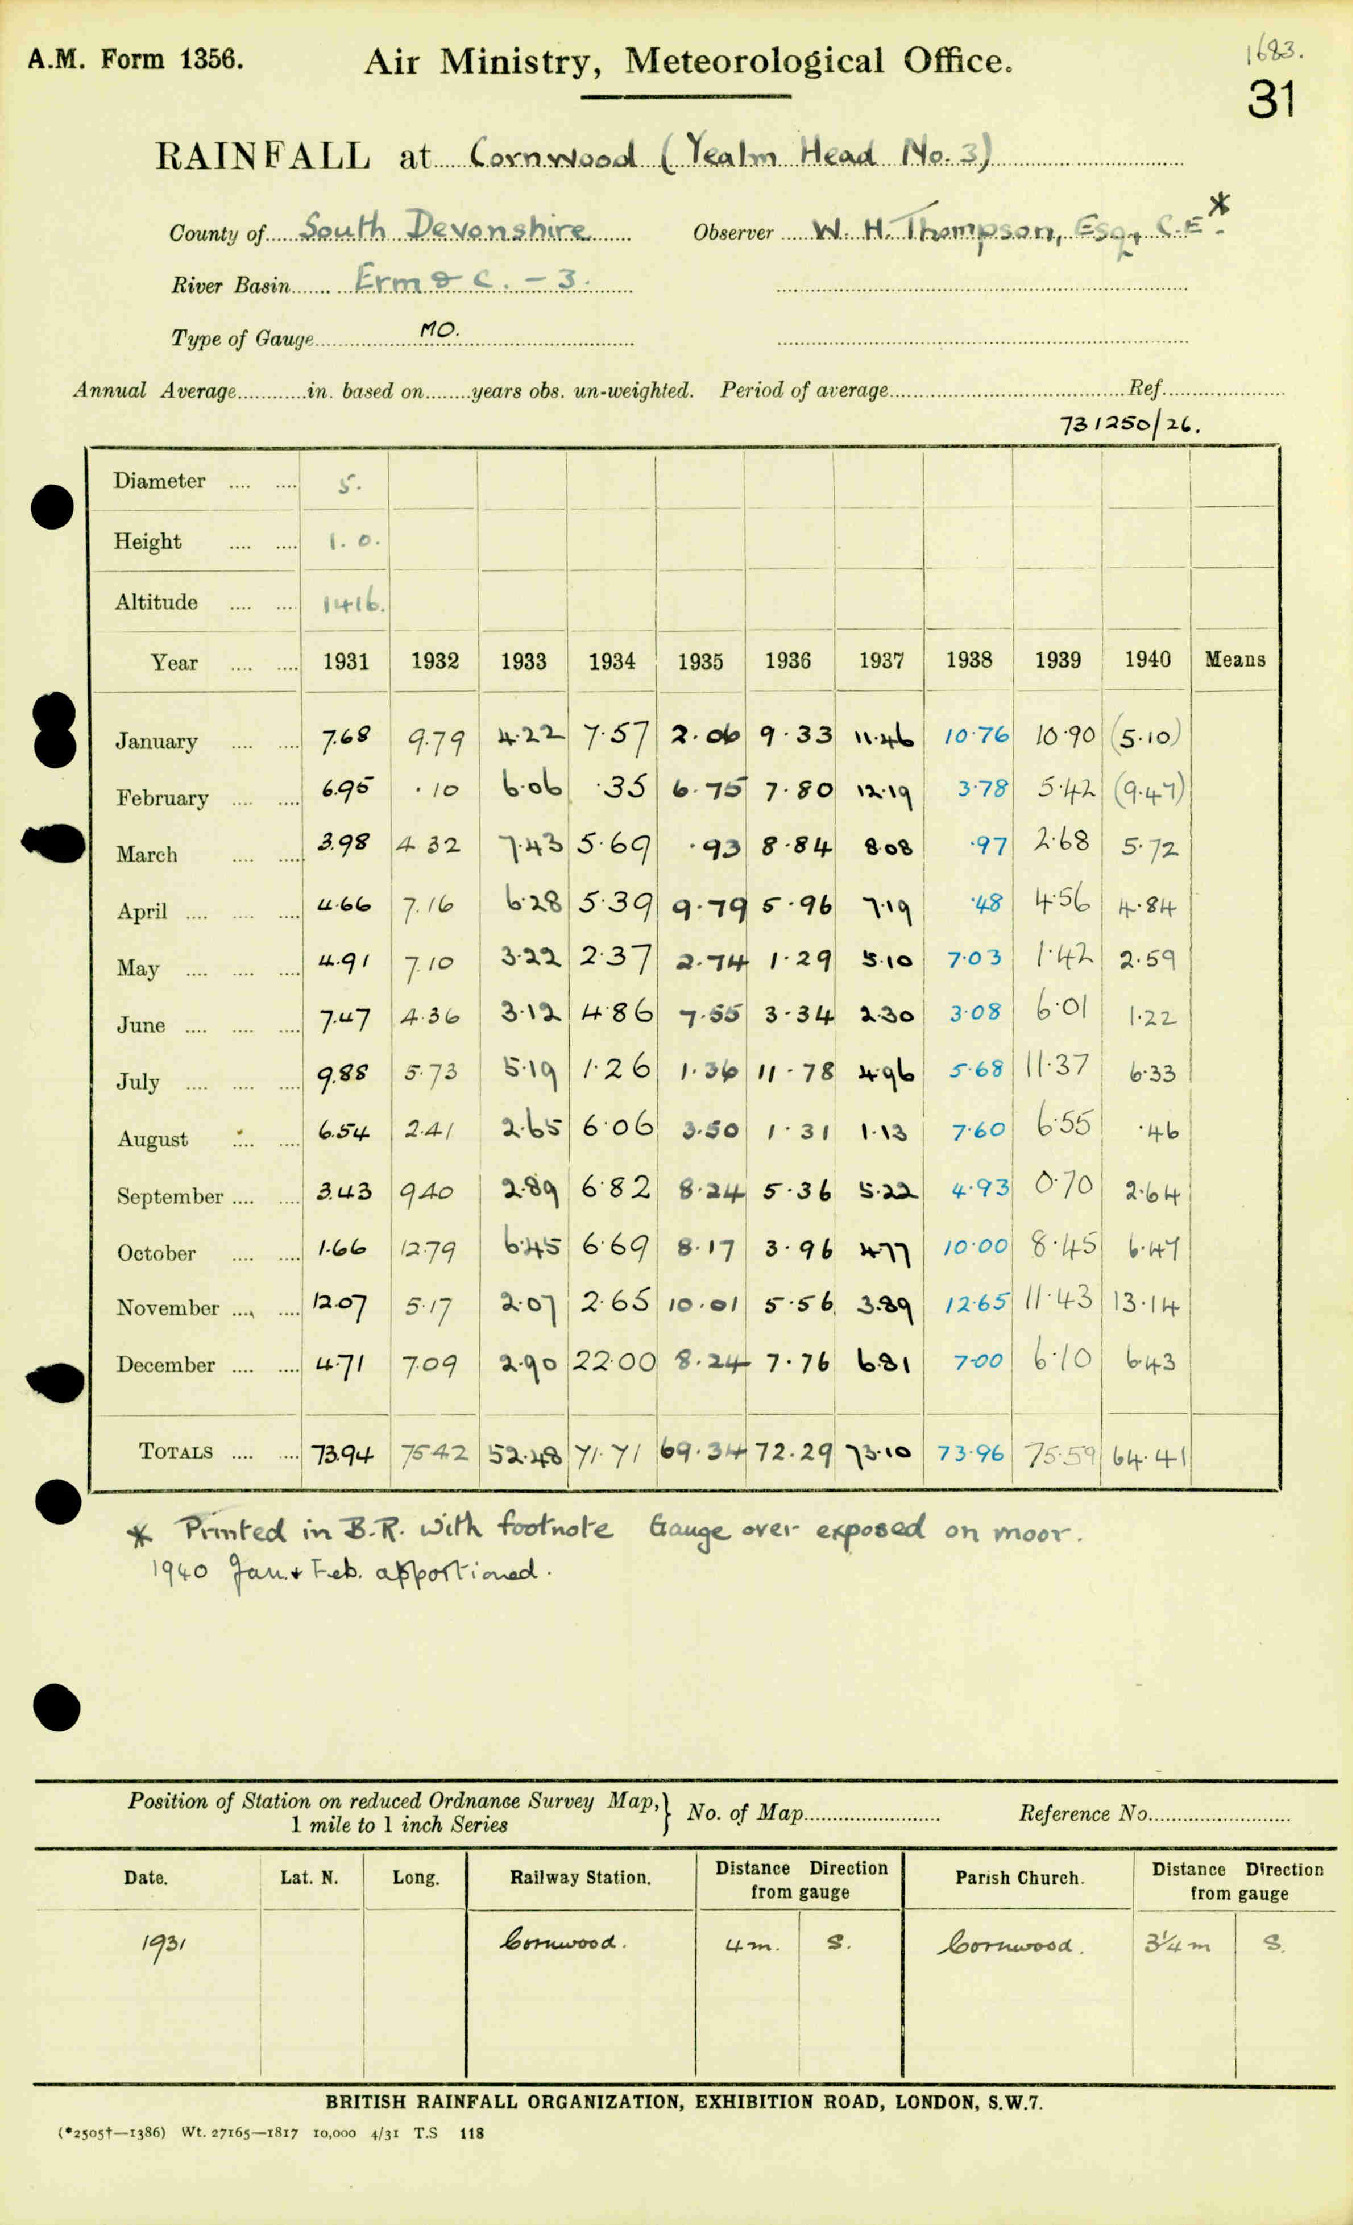 A.M. Form 1356.
Air Ministry, Meteorological Office.
1683.
31
RAINFALL at Cornwood (Yealm Head No. 3)
County of South Devonshire Observer W. H. Thompson, Esq., C.E.*
River Basin Erm & C. - 3.
Type of Gauge MO.
Annual Average in. based on years obs. un-weighted. Period of average Ref.
731250/26.
Diameter 5.
Height 1. 0.
Altitude 1416.
Year 1931 1932 1933 1934 1935 1936 1937 1938 1939 1940 Means
January 7.68 9.79 4.22 7.57 2.06 9.33 11.46 10.76 10.90 (5.10)
February 6.95 .10 6.06 .35 6.75 7.80 12.19 3.78 5.42 (9.47)
March 3.98 4.32 7.43 5.69 .93 8.84 8.08 .97 2.68 5.72
April 4.66 7.16 6.28 5.39 9.79 5.96 7.19 .48 4.56 4.84
May 4.91 7.10 3.22 2.37 2.74 1.29 5.10 7.03 1.42 2.59
June 7.47 4.36 3.12 4.86 7.55 3.34 2.30 3.08 6.01 1.22
July 9.88 5.73 5.19 1.26 1.36 11.78 4.96 5.68 11.37 6.33
August 6.54 2.41 2.65 6.06 3.50 1.31 1.13 7.60 6.55 .46
September 3.43 9.40 2.89 6.82 8.24 5.36 5.22 4.93 0.70 2.64
October 1.66 12.79 6.45 6.69 8.17 3.96 4.77 10.00 8.45 6.47
November 12.07 5.17 2.07 2.65 10.01 5.56 3.89 12.65 11.43 13.14
December 4.71 7.09 2.90 22.00 8.24 7.76 6.81 7.00 6.10 6.43
TOTALS 73.94 75.42 52.48 71.71 69.34 72.29 73.10 73.96 75.59 64.41
* Printed in B.R. with footnote Gauge over exposed on moor.
1940 Jan. & Feb. apportioned.
Position of Station on reduced Ordnance Survey Map, } No. of Map Reference No.
1 mile to 1 inch Series
Date. Lat. N. Long. Railway Station. Distance Direction from gauge Parish Church. Distance Direction from gauge
1931 Cornwood. 4 m. S. Cornwood. 3¼ m S.
BRITISH RAINFALL ORGANIZATION, EXHIBITION ROAD, LONDON, S.W.7.
(*2505†—1386) Wt. 27165—1817 10,000 4/31 T.S 118